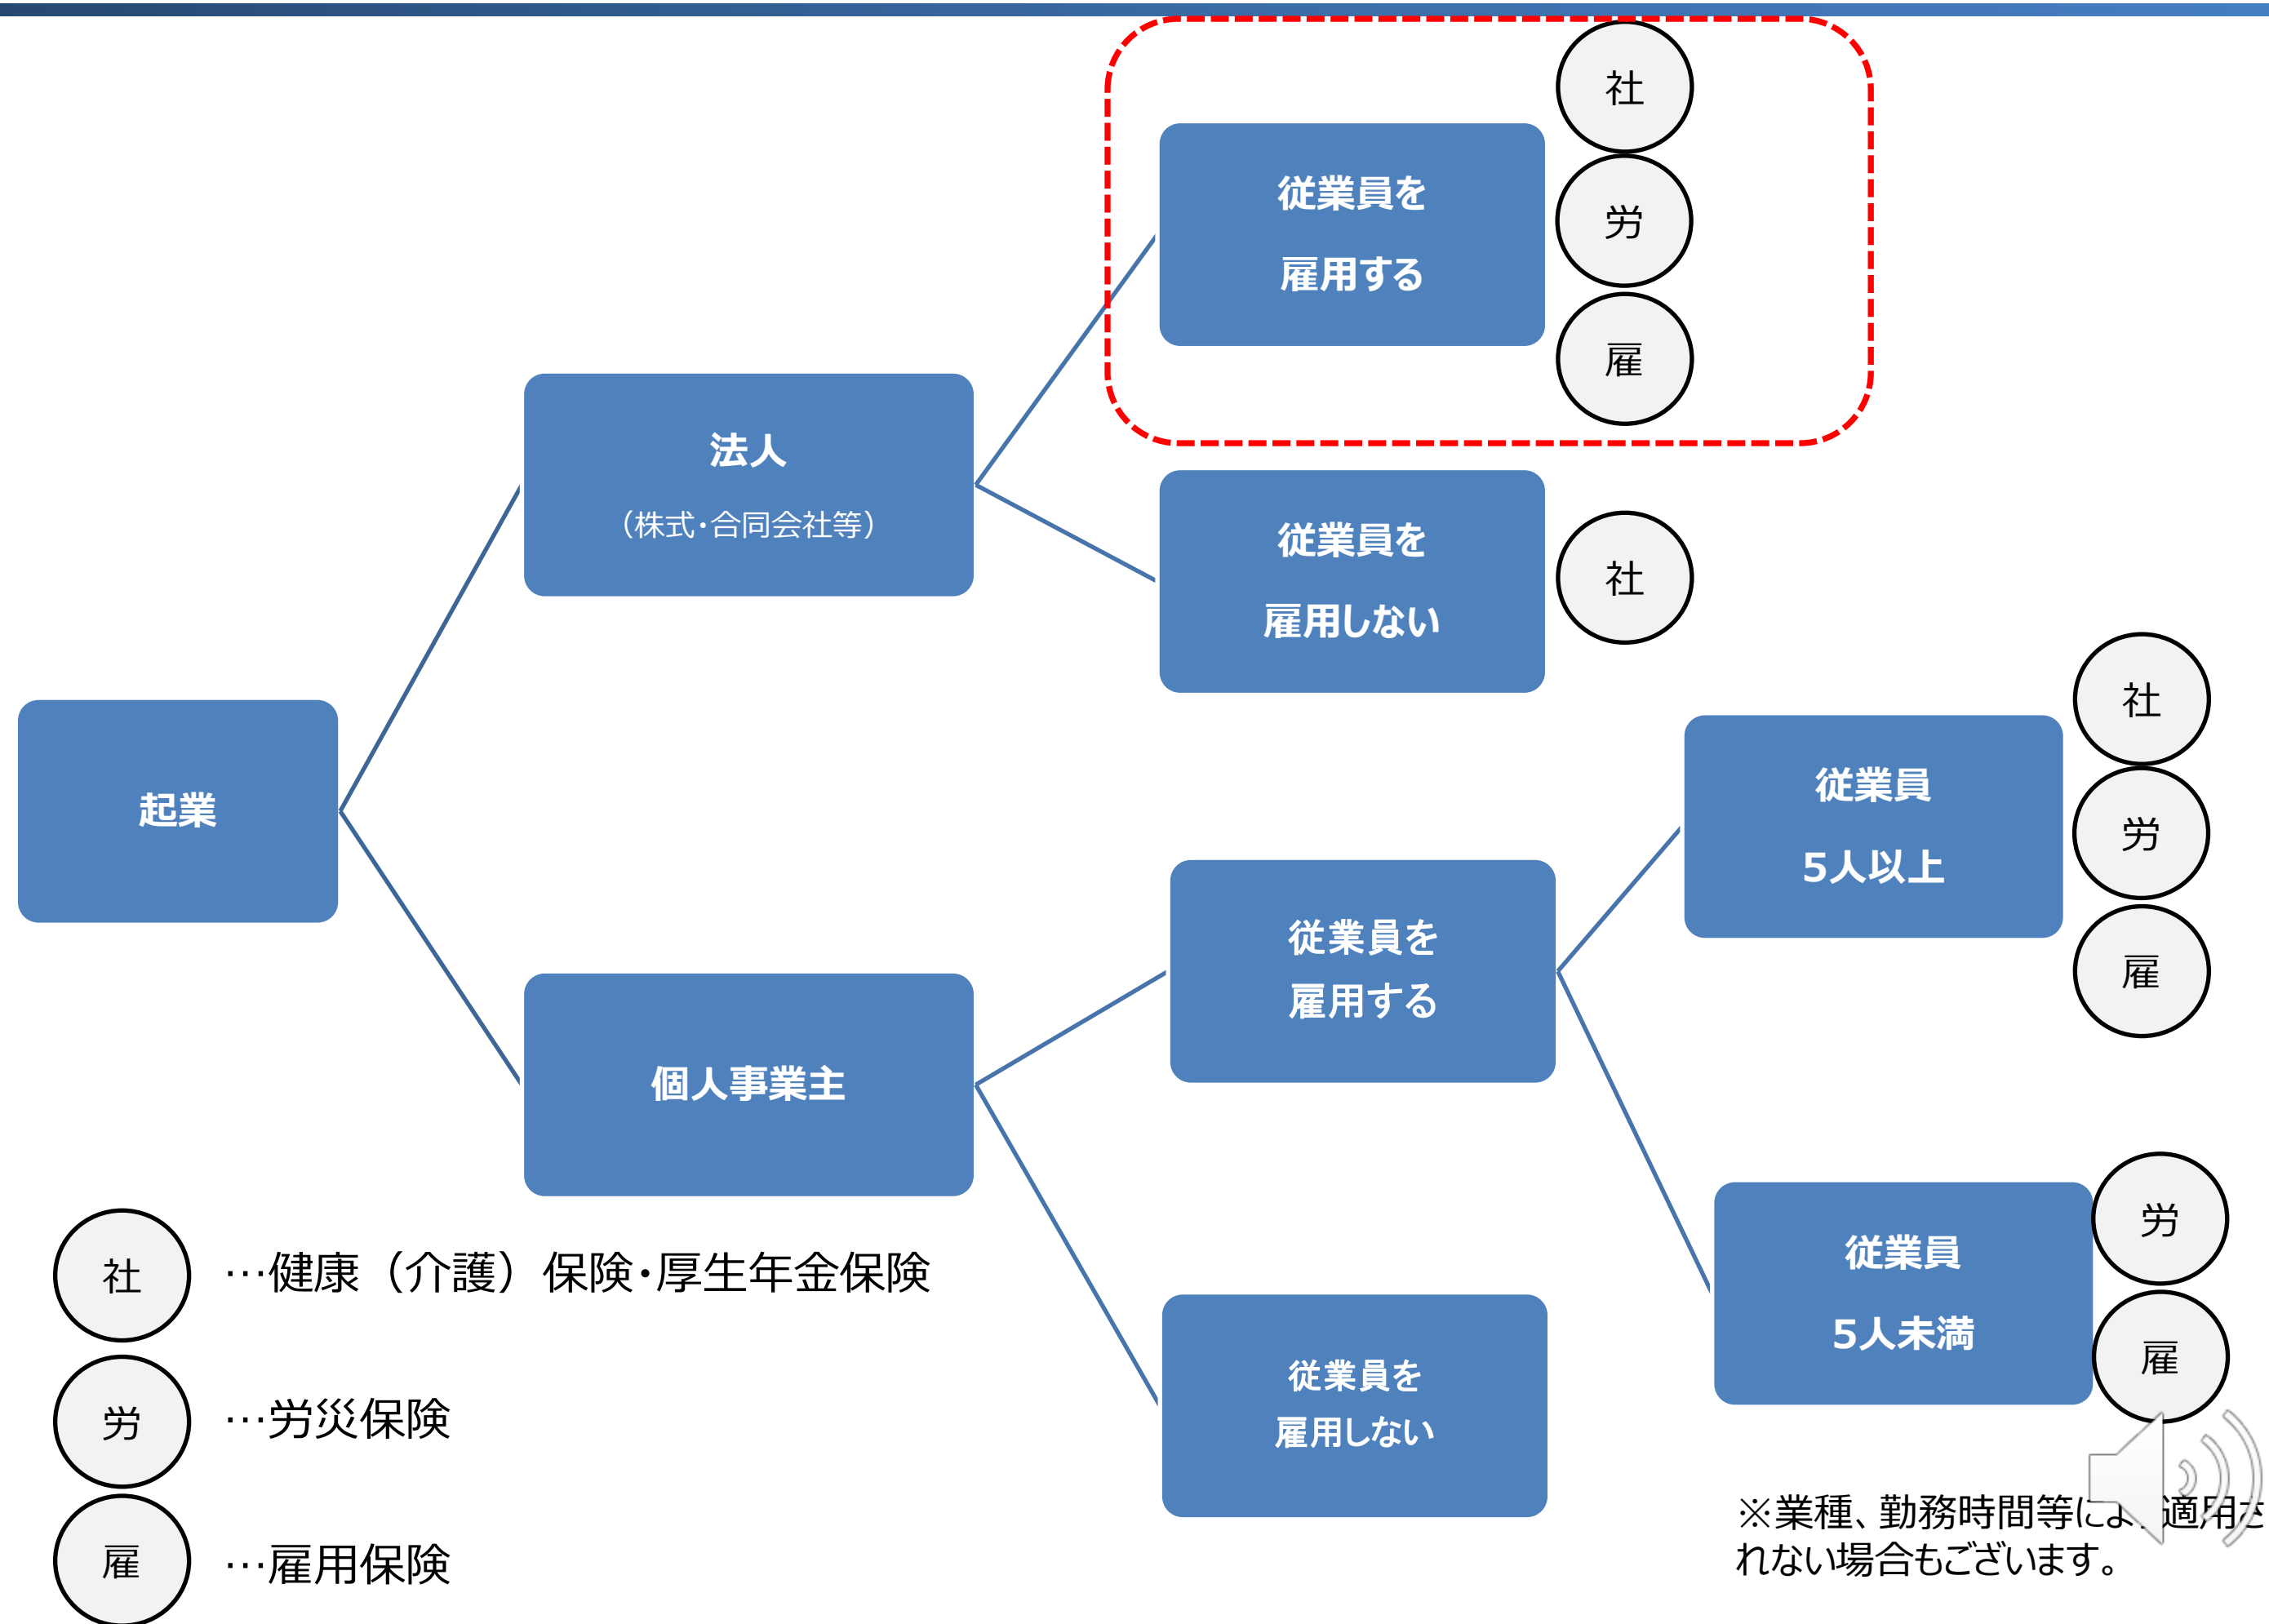 社
従業員を
雇用する
労
雇
法人
（株式・合同会社等）
従業員を
雇用しない
社
起業
従業員
5人以上
社
労
雇
従業員を
雇用する
個人事業主
従業員
5人未満
労
雇
従業員を
雇用しない
社
…健康（介護）保険・厚生年金保険
労
…労災保険
雇
…雇用保険
※業種、勤務時間等により適用さ
れない場合もございます。